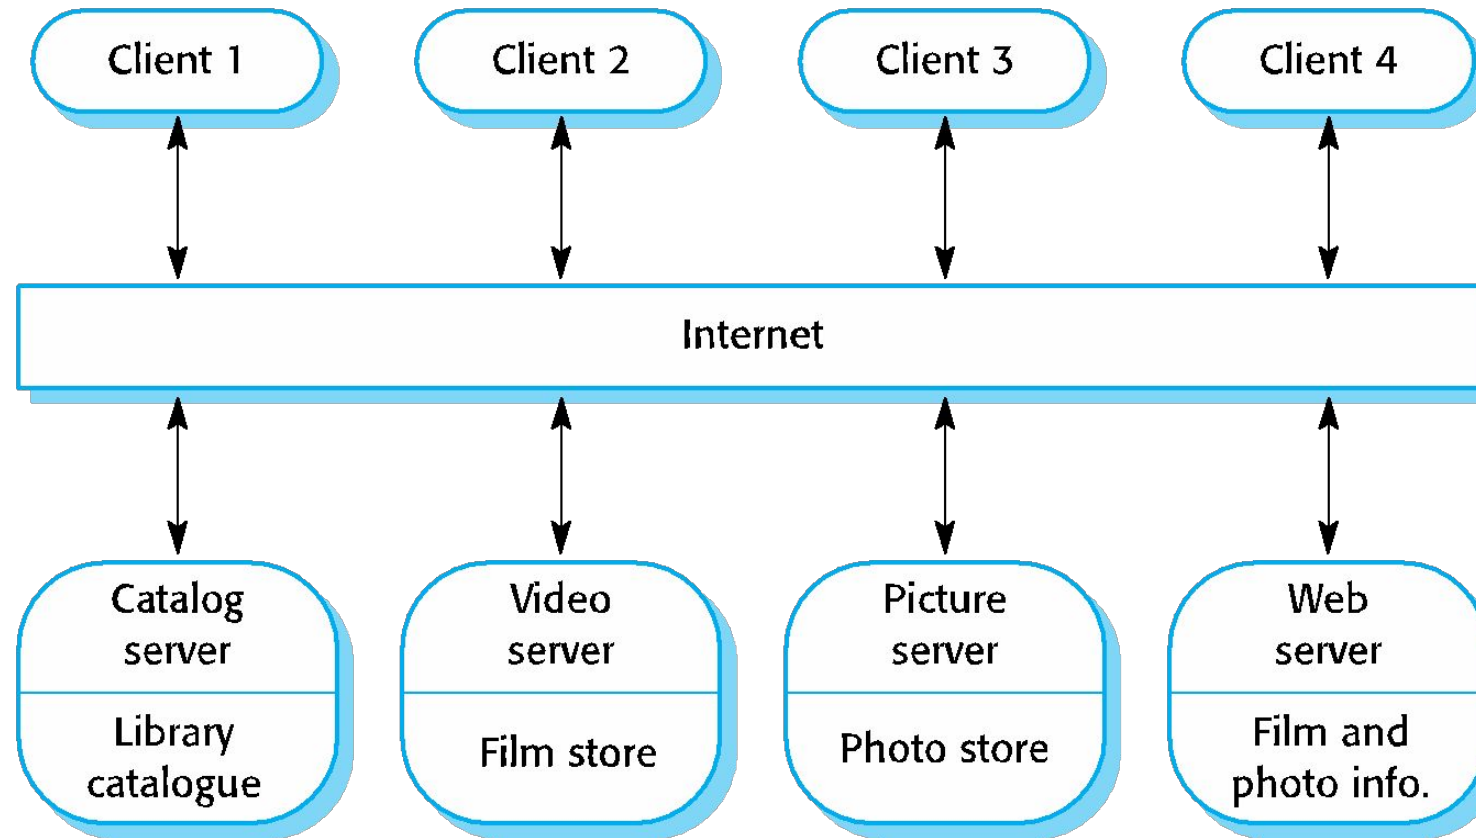 Client 1
Client 2
Client 3
Client 4
Internet
Catalog
server
Library
catalogue
Video
server
Film store
Picture
server
Photo store
Web
server
Film and
photo info.